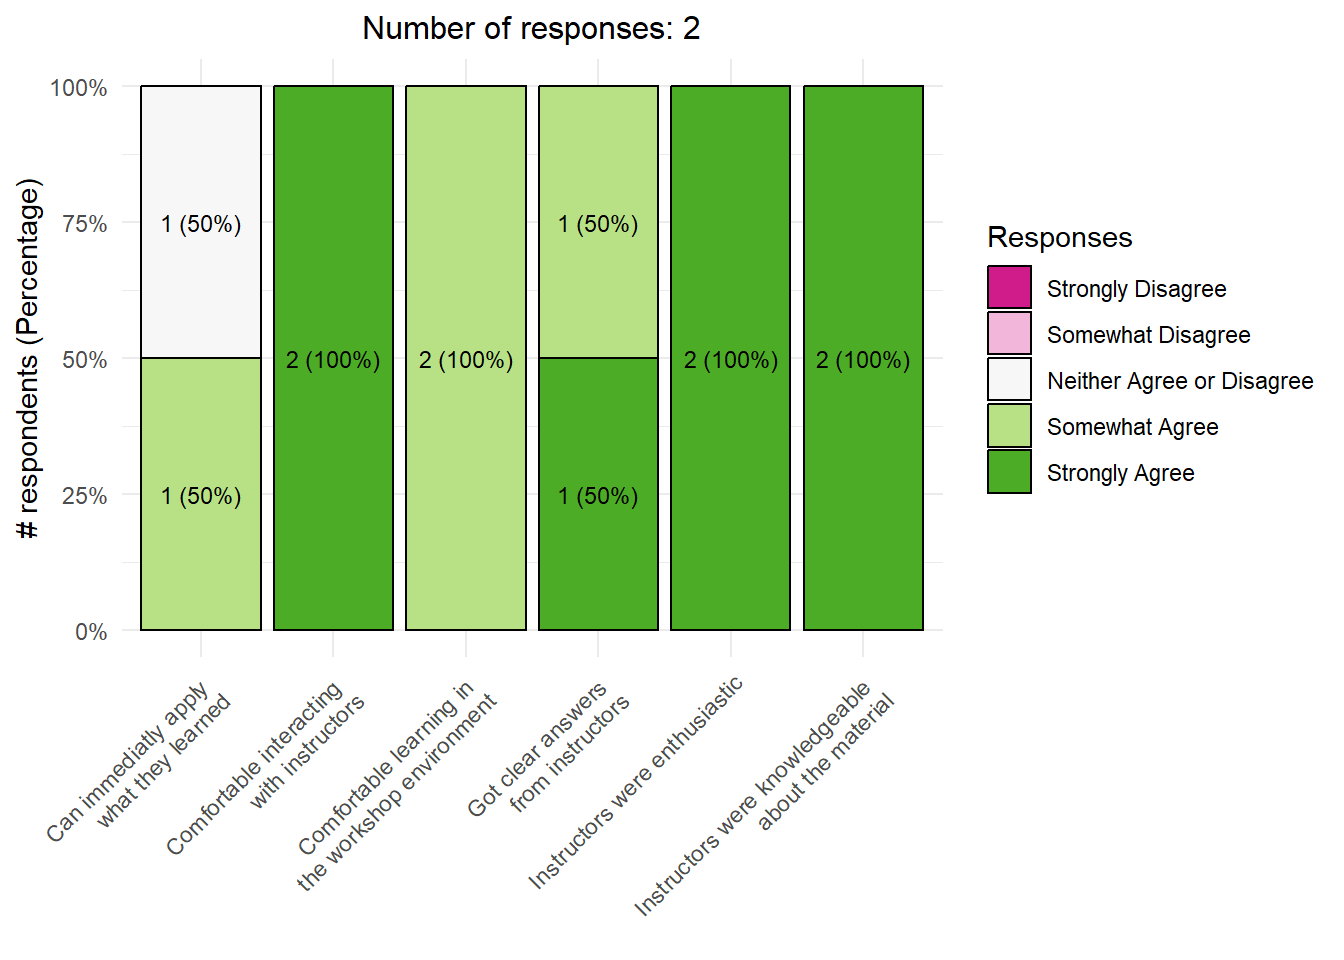 Number of responses: 2
# respondents (Percentage)
100%
75%
50%
25%
0%
1 (50%)
1 (50%)
2 (100%)
2 (100%)
1 (50%)
1 (50%)
2 (100%)
2 (100%)
Can immediatly apply
what they learned
Comfortable interacting
with instructors
Comfortable learning in
the workshop environment
Got clear answers
from instructors
Instructors were enthusiastic
Instructors were knowledgeable
about the material
Responses
Strongly Disagree
Somewhat Disagree
Neither Agree or Disagree
Somewhat Agree
Strongly Agree